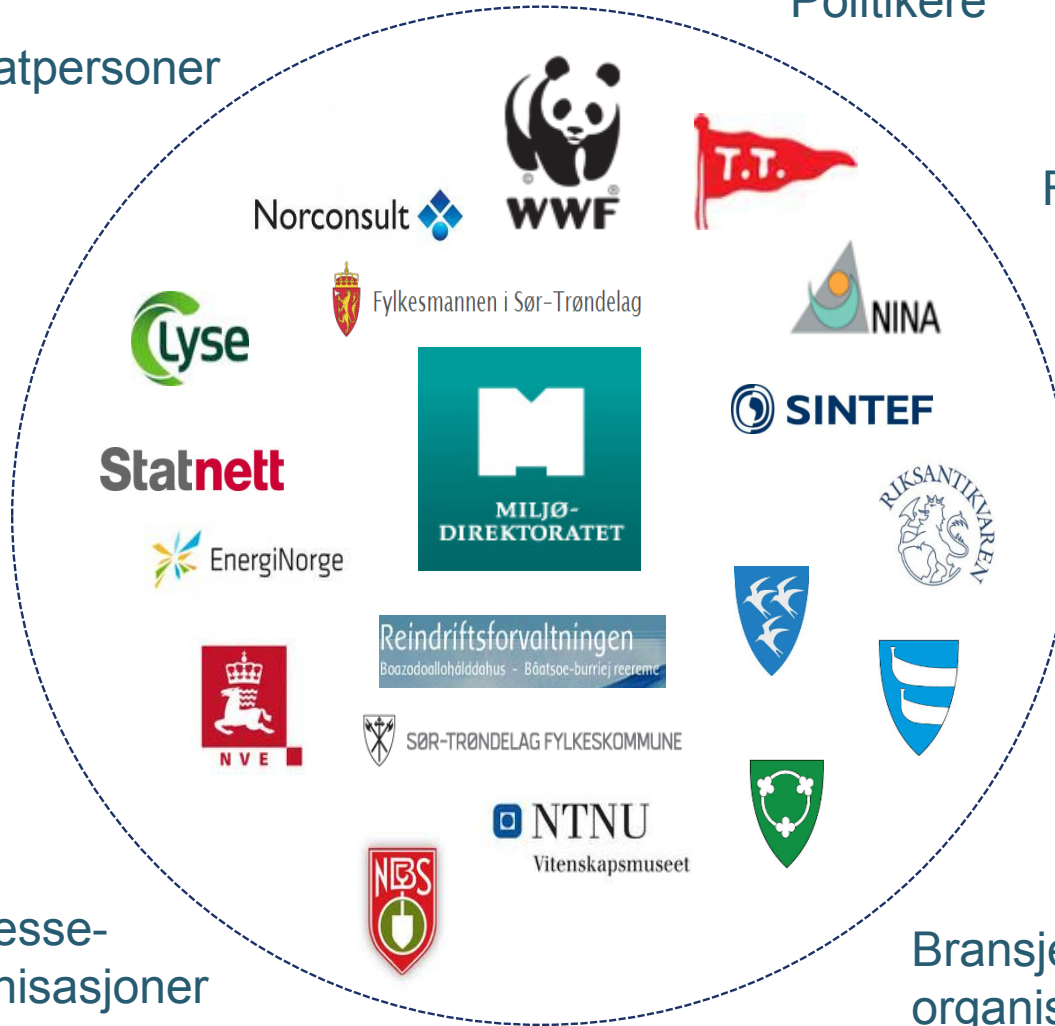 Politikere
atpersoner
WWF
T.T.
Norconsult
F
Fylkesmannen i Sør-Trøndelag
NINA
Lyse
SINTEF
Statnett
MILJØ-
DIREKTORATET
RIKSANTIKVAREN
EnergiNorge
Reindriftsforvaltningen
Boazodoallohálddahus - Båatsoe-burriej reereme
NVE
SØR-TRØNDELAG FYLKESKOMMUNE
NTNU
Vitenskapsmuseet
NBS
esse-
nisasjoner
Bransje
organis